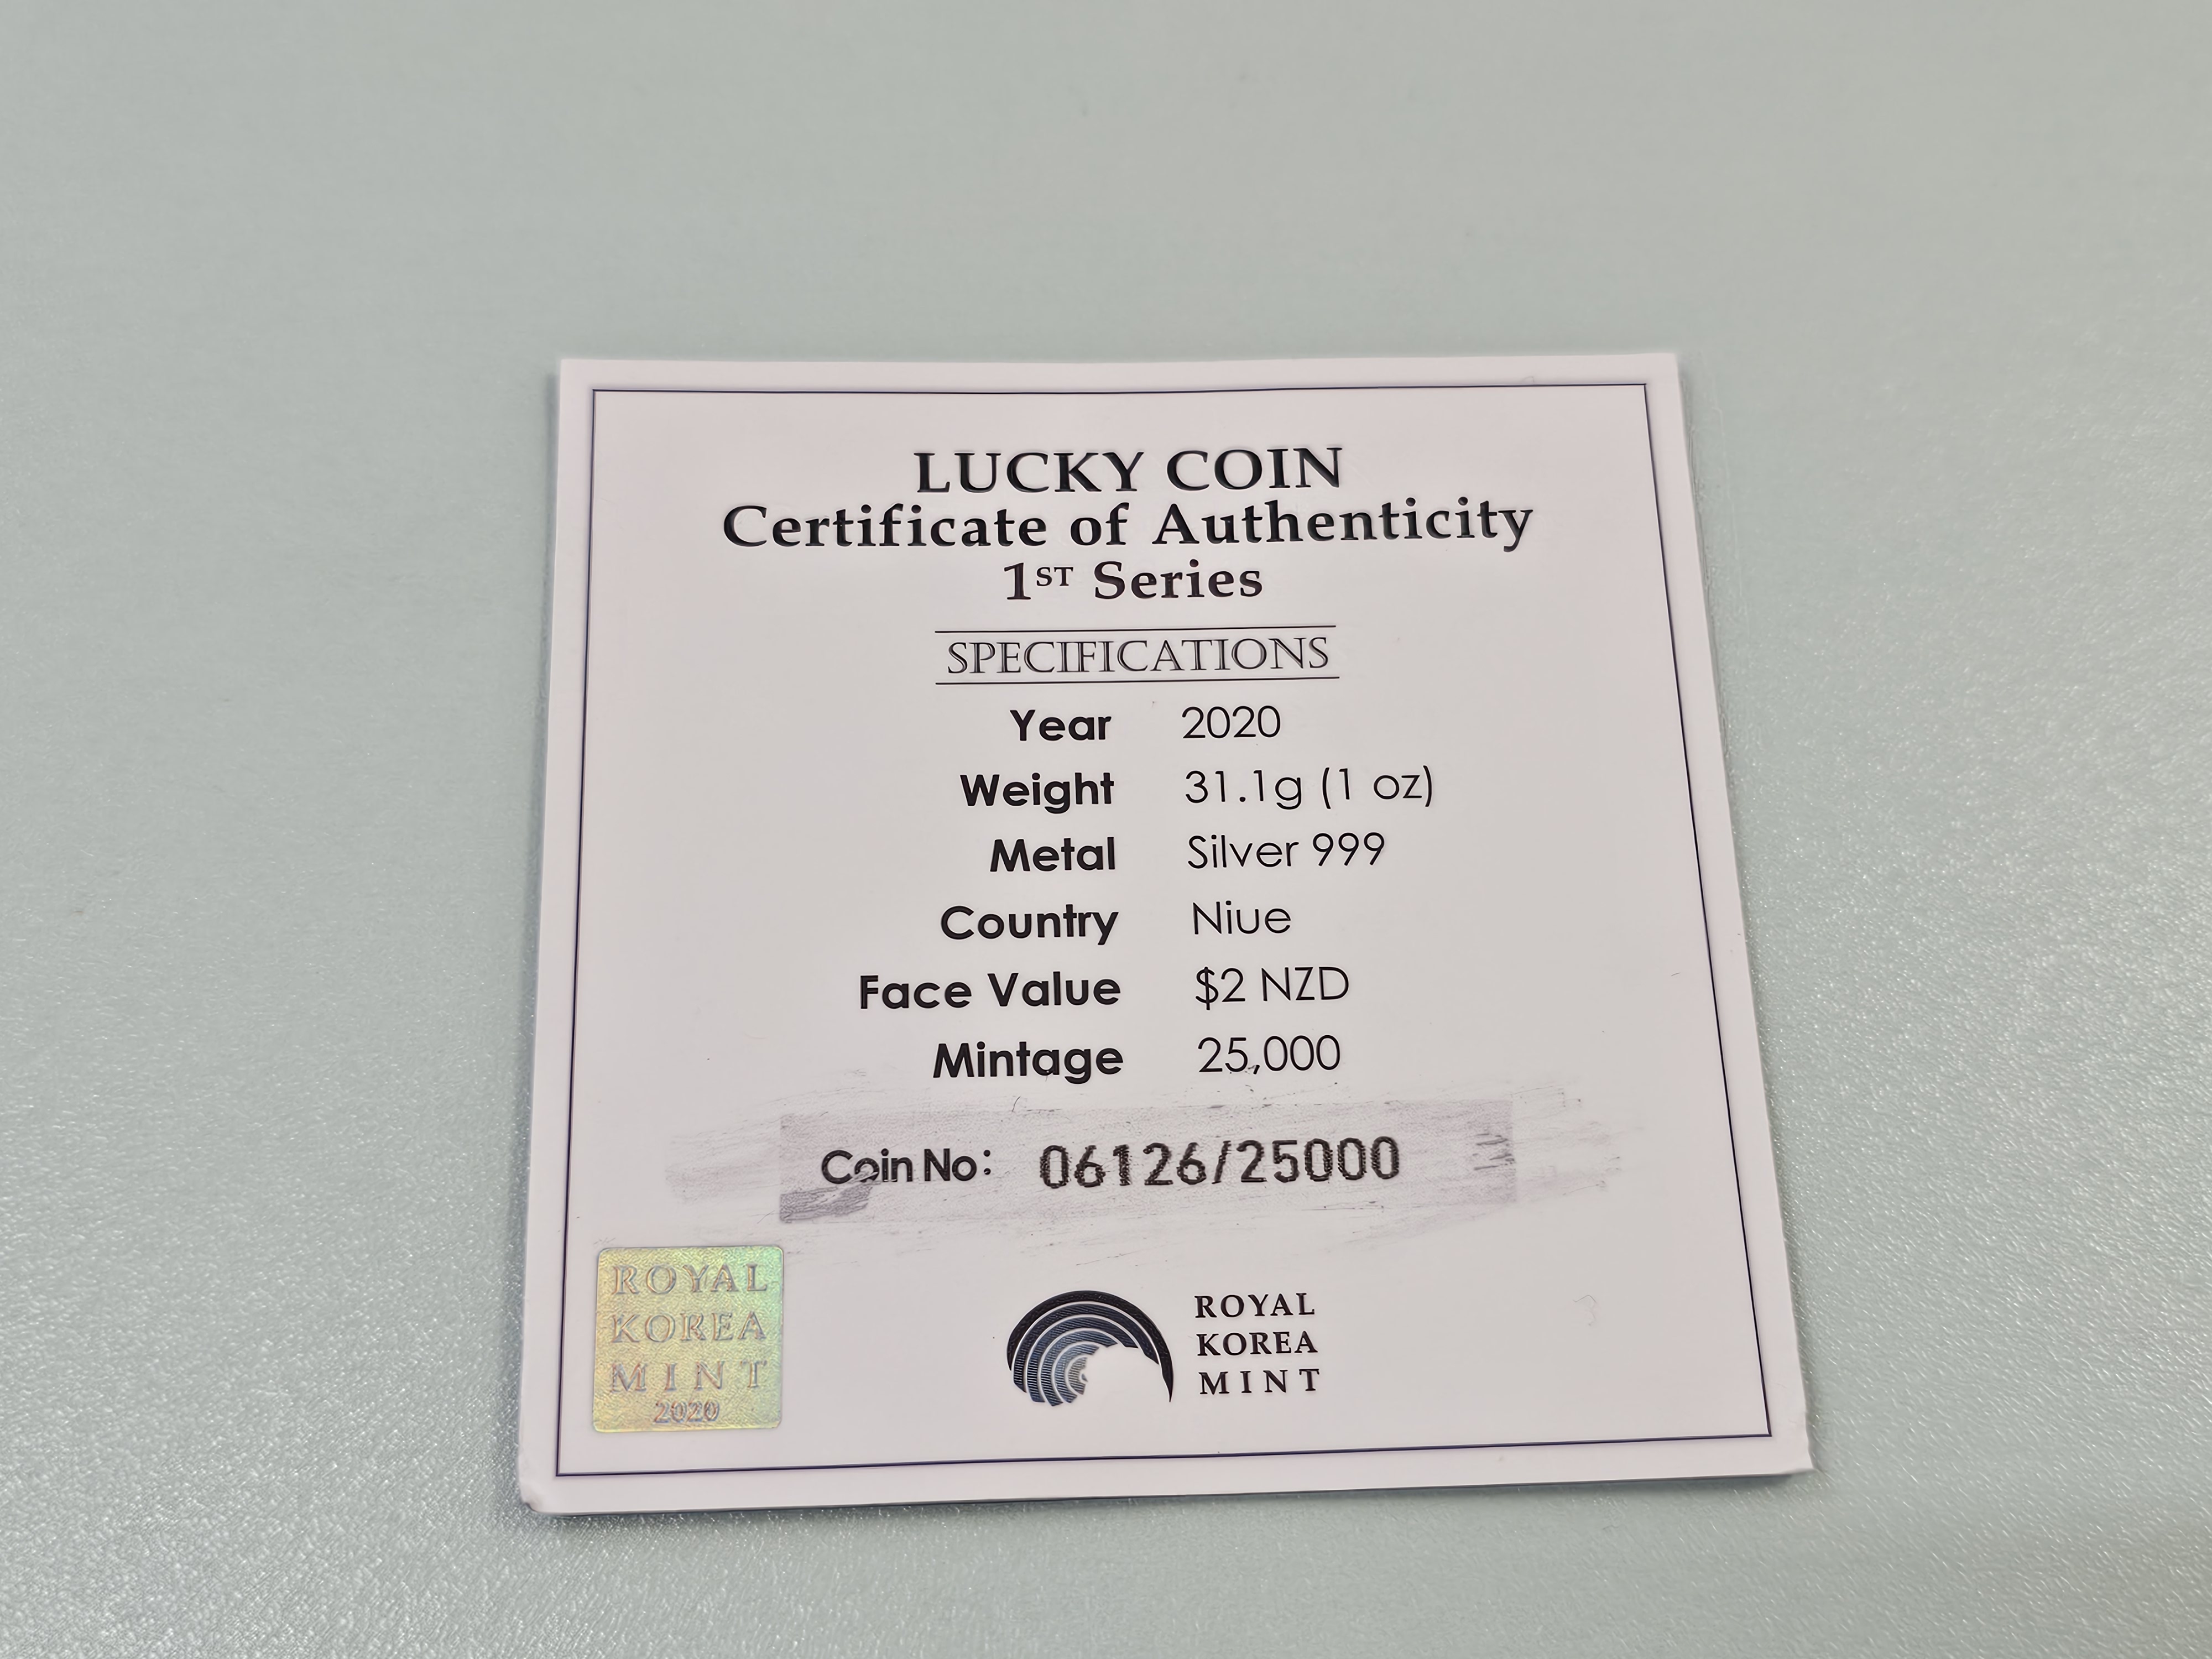 LUCKY COIN
Certificate of Authenticity
1ST Series
SPECIFICATIONS
Year 2020
Weight 31.1g (1 oz)
Metal Silver 999
Country Niue
Face Value $2 NZD
Mintage 25,000
Coin No: 06126/25000
ROYAL
KOREA
MINT
2020
ROYAL
KOREA
MINT